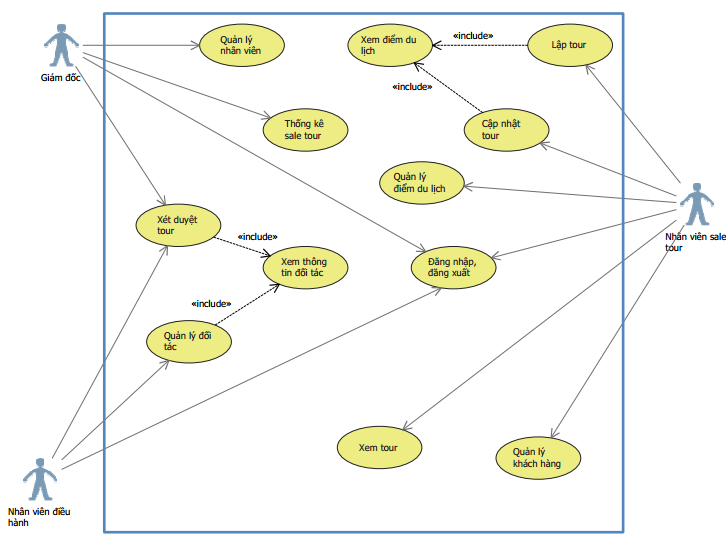 Giám đốc
Quản lý
nhân viên
Xem điểm du
lịch
«include»
Lập tour
«include»
Thống kê
sale tour
Cập nhật
tour
Quản lý
điểm du lịch
Xét duyệt
tour
«include»
Nhân viên sale
tour
Xem thông
tin đối tác
Đăng nhập,
đăng xuất
«include»
Quản lý đối
tác
Xem tour
Quản lý
khách hàng
Nhân viên điều
hành